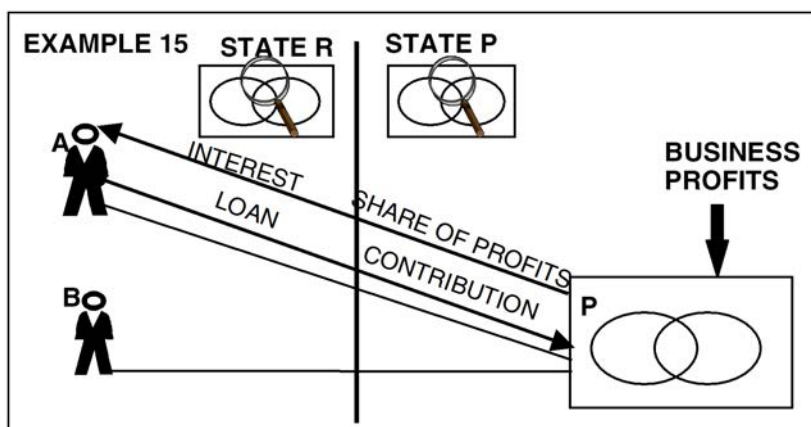 EXAMPLE 15
STATE R
STATE P
A
INTEREST
SHARE OF PROFITS
LOAN
CONTRIBUTION
BUSINESS
PROFITS
B
P